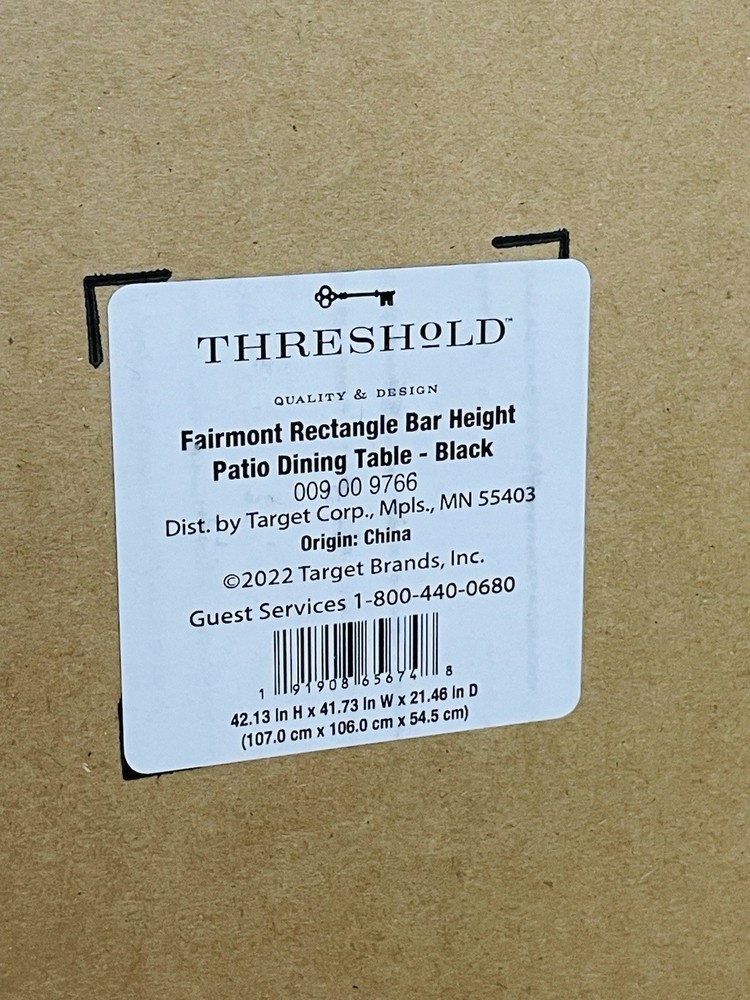 THRESHOLD™
QUALITY & DESIGN
Fairmont Rectangle Bar Height
Patio Dining Table - Black
009 00 9766
Dist. by Target Corp., Mpls., MN 55403
Origin: China
©2022 Target Brands, Inc.
Guest Services 1-800-440-0680
1 91908 65674 8
42.13 In H x 41.73 In W x 21.46 In D
(107.0 cm x 106.0 cm x 54.5 cm)